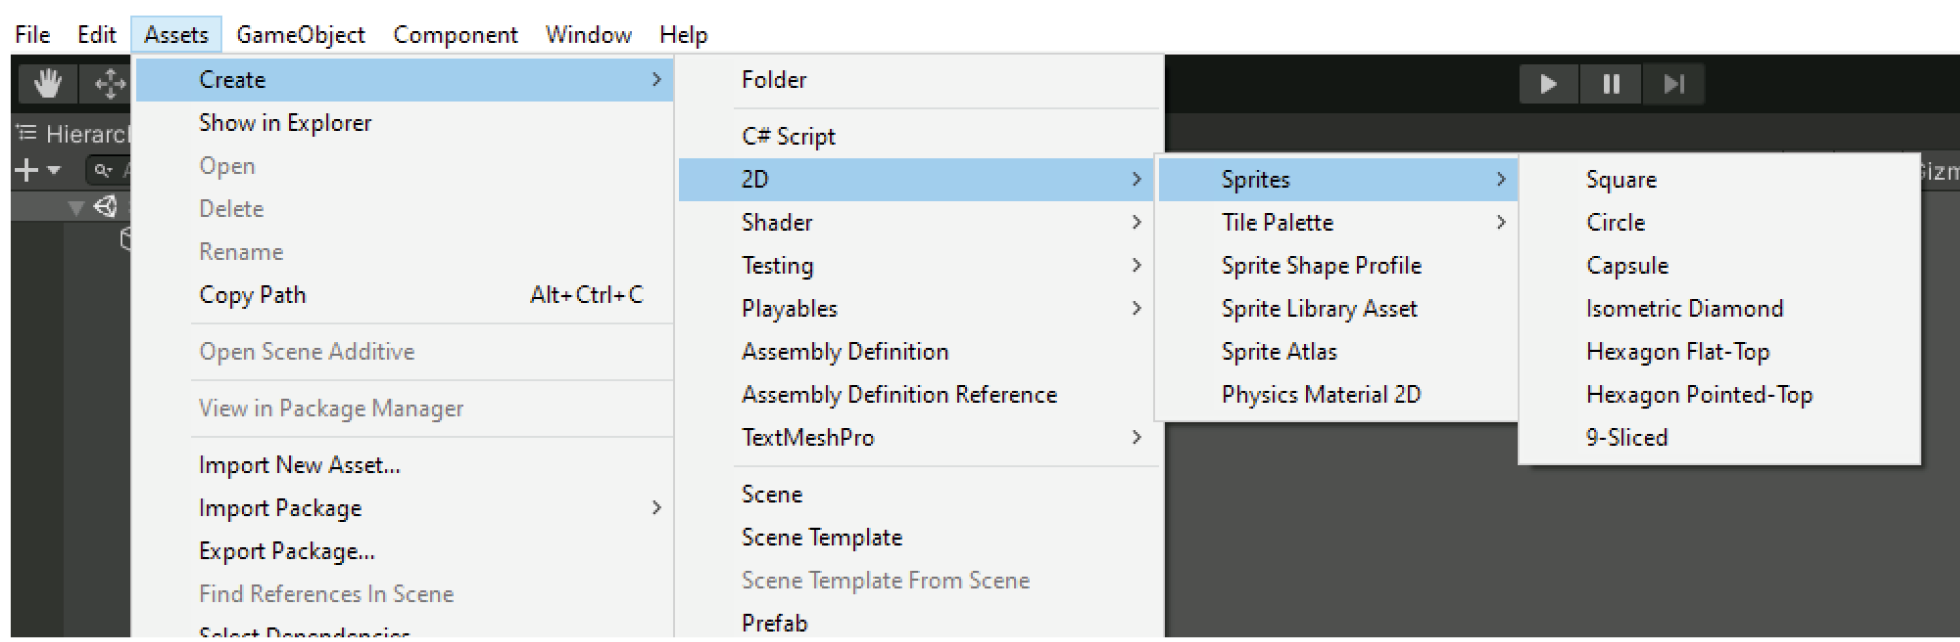 File Edit Assets GameObject Component Window Help
Create
Show in Explorer
Open
Delete
Rename
Copy Path Alt+Ctrl+C
Open Scene Additive
View in Package Manager
Import New Asset...
Import Package
Export Package...
Find References In Scene
Select Dependencies
Folder
C# Script
2D
Shader
Testing
Playables
Assembly Definition
Assembly Definition Reference
TextMeshPro
Scene
Scene Template
Scene Template From Scene
Prefab
Sprites
Tile Palette
Sprite Shape Profile
Sprite Library Asset
Sprite Atlas
Physics Material 2D
Square
Circle
Capsule
Isometric Diamond
Hexagon Flat-Top
Hexagon Pointed-Top
9-Sliced
Hierarc